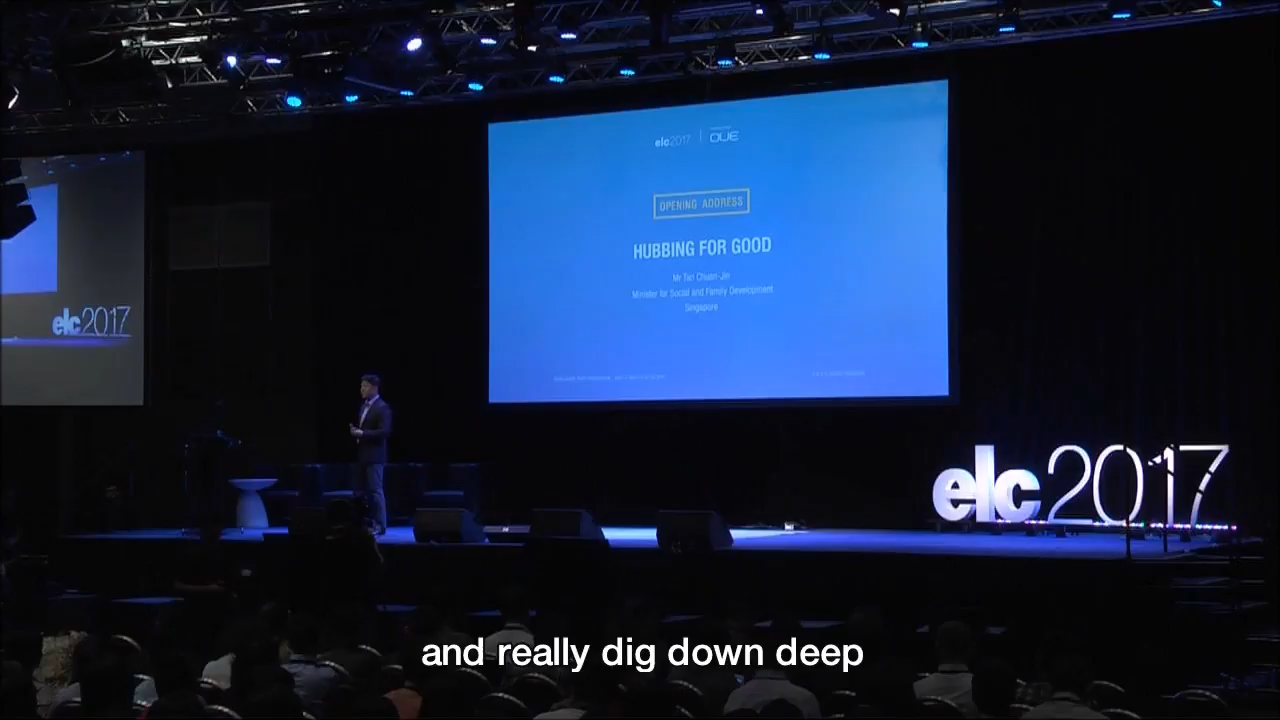 elc2017 | OUE
OPENING ADDRESS
HUBBING FOR GOOD
Mr Tan Chuan-Jin
Minister for Social and Family Development
Singapore
elc2017
elc2017
and really dig down deep